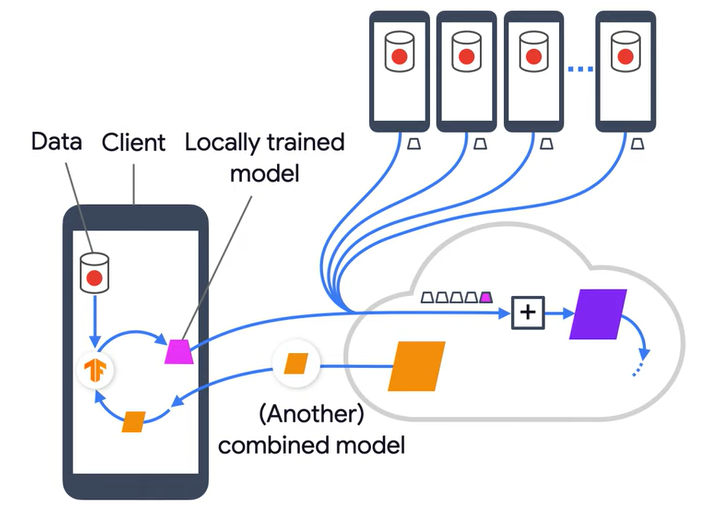 Data
Client
Locally trained
model
+
(Another)
combined model